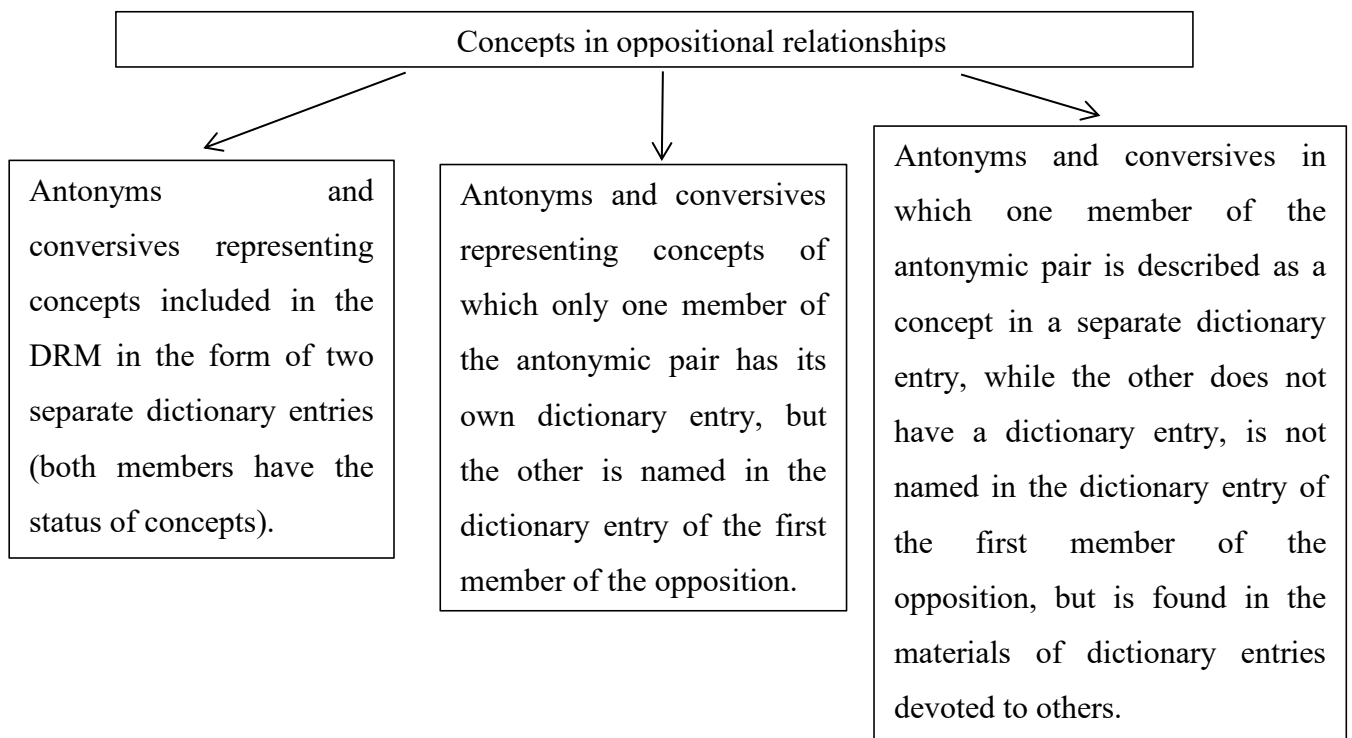 Concepts in oppositional relationships
Antonyms and
conversives representing
concepts included in the
DRM in the form of two
separate dictionary entries
(both members have the
status of concepts).
Antonyms and conversives
representing concepts of
which only one member of
the antonymic pair has its
own dictionary entry, but
the other is named in the
dictionary entry of the first
member of the opposition.
Antonyms and conversives in
which one member of the
antonymic pair is described as a
concept in a separate dictionary
entry, while the other does not
have a dictionary entry, is not
named in the dictionary entry of
the first member of the
opposition, but is found in the
materials of dictionary entries
devoted to others.